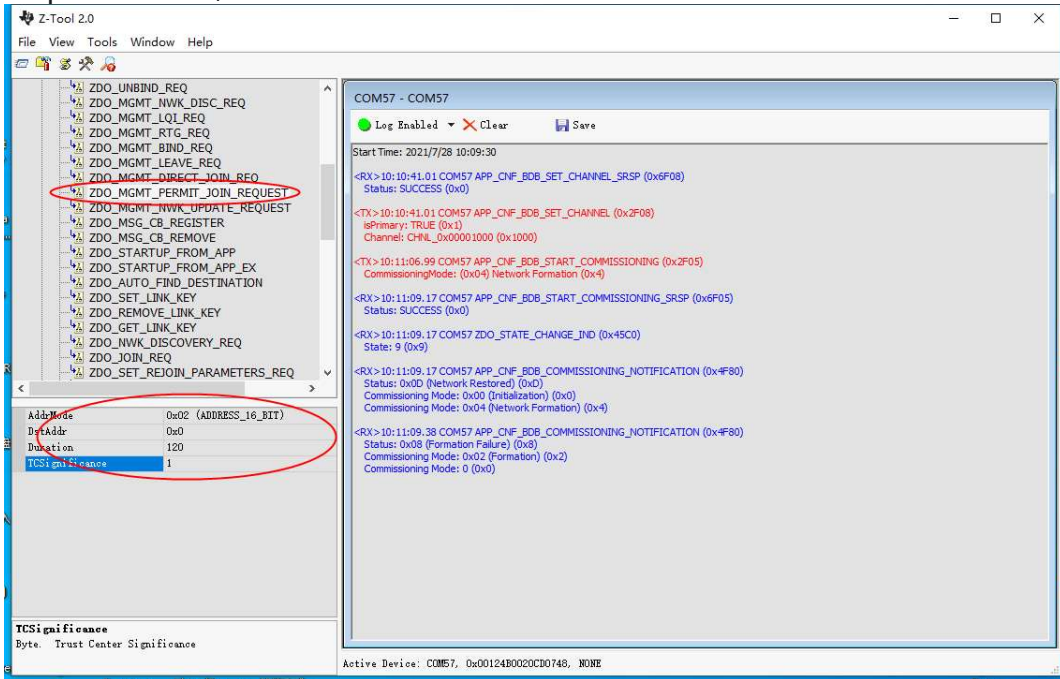 Z-Tool 2.0
File View Tools Window Help
ZDO_UNBIND_REQ
ZDO_MGMT_NWK_DISC_REQ
ZDO_MGMT_LQI_REQ
ZDO_MGMT_RTG_REQ
ZDO_MGMT_BIND_REQ
ZDO_MGMT_LEAVE_REQ
ZDO_MGMT_DIRECT_JOIN_REQ
ZDO_MGMT_PERMIT_JOIN_REQUEST
ZDO_MGMT_NWK_UPDATE_REQUEST
ZDO_MSG_CB_REGISTER
ZDO_MSG_CB_REMOVE
ZDO_STARTUP_FROM_APP
ZDO_STARTUP_FROM_APP_EX
ZDO_AUTO_FIND_DESTINATION
ZDO_SET_LINK_KEY
ZDO_REMOVE_LINK_KEY
ZDO_GET_LINK_KEY
ZDO_NWK_DISCOVERY_REQ
ZDO_JOIN_REQ
ZDO_SET_REJOIN_PARAMETERS_REQ
AddrMode 0x02 (ADDRESS_16_BIT)
DstAddr 0x0
Duration 120
TCSignificance 1
TCSignificance
Byte. Trust Center Significance
COM57 - COM57
Log Enabled Clear Save
Start Time: 2021/7/28 10:09:30
<RX>10:10:41.01 COM57 APP_CNF_BDB_SET_CHANNEL_SRSP (0x6F08)
Status: SUCCESS (0x0)
<TX>10:10:41.01 COM57 APP_CNF_BDB_SET_CHANNEL (0x2F08)
isPrimary: TRUE (0x1)
Channel: CHNL_0x00001000 (0x1000)
<TX>10:11:06.99 COM57 APP_CNF_BDB_START_COMMISSIONING (0x2F05)
CommissioningMode: (0x04) Network Formation (0x4)
<RX>10:11:09.17 COM57 APP_CNF_BDB_START_COMMISSIONING_SRSP (0x6F05)
Status: SUCCESS (0x0)
<RX>10:11:09.17 COM57 ZDO_STATE_CHANGE_IND (0x45C0)
State: 9 (0x9)
<RX>10:11:09.17 COM57 APP_CNF_BDB_COMMISSIONING_NOTIFICATION (0x4F80)
Status: 0x0D (Network Restored) (0xD)
Commissioning Mode: 0x00 (Initialization) (0x0)
Commissioning Mode: 0x04 (Network Formation) (0x4)
<RX>10:11:09.38 COM57 APP_CNF_BDB_COMMISSIONING_NOTIFICATION (0x4F80)
Status: 0x08 (Formation Failure) (0x8)
Commissioning Mode: 0x02 (Formation) (0x2)
Commissioning Mode: 0 (0x0)
Active Device: COM57, 0x00124B0020CD0748, NONE